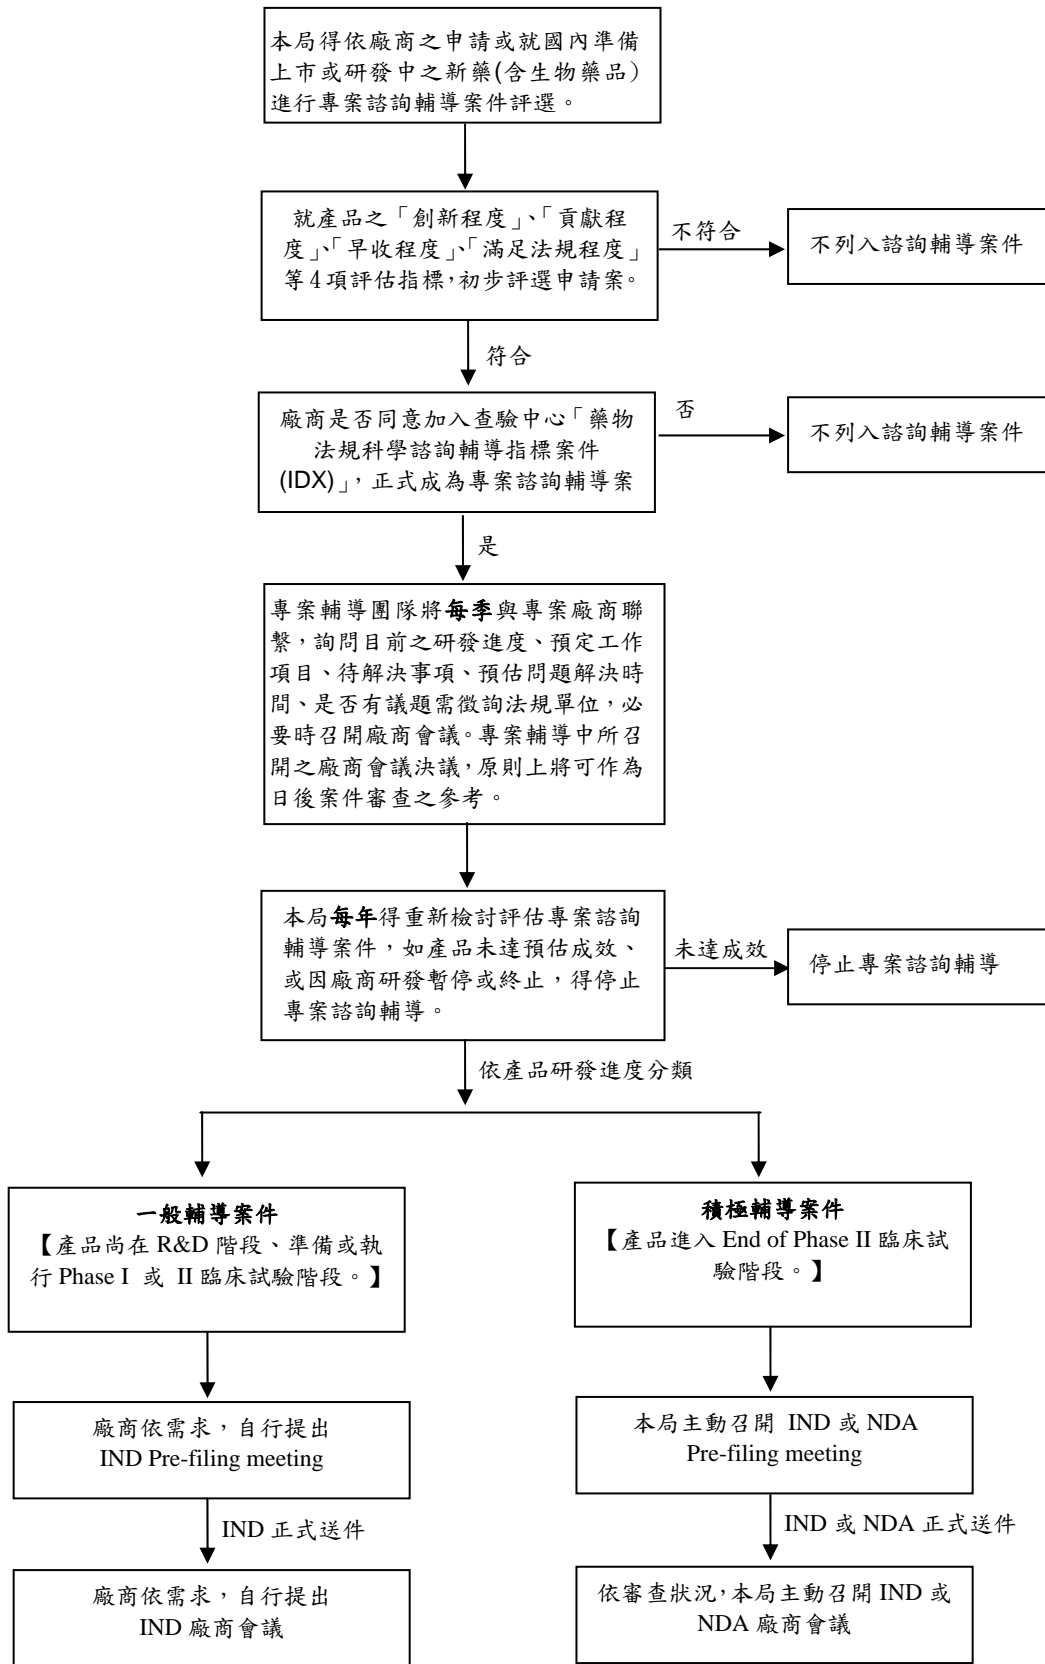 本局得依廠商之申請或就國內準備
上市或研發中之新藥(含生物藥品)
進行專案諮詢輔導案件評選。
就產品之「創新程度」、「貢獻程
度」、「早收程度」、「滿足法規程度」
等4項評估指標，初步評選申請案。
不符合
不列入諮詢輔導案件
符合
廠商是否同意加入查驗中心「藥物
法規科學諮詢輔導指標案件
(IDX)」，正式成為專案諮詢輔導案
否
不列入諮詢輔導案件
是
專案輔導團隊將每季與專案廠商聯
繫，詢問目前之研發進度、預定工作
項目、待解決事項、預估問題解決時
間、是否有議題需徵詢法規單位，必
要時召開廠商會議。專案輔導中所召
開之廠商會議決議，原則上將可作為
日後案件審查之參考。
本局每年得重新檢討評估專案諮詢
輔導案件，如產品未達預估成效、
或因廠商研發暫停或終止，得停止
專案諮詢輔導。
未達成效
停止專案諮詢輔導
依產品研發進度分類
一般輔導案件
【產品尚在 R&D 階段、準備或執
行 Phase I 或 II 臨床試驗階段。】
積極輔導案件
【產品進入 End of Phase II 臨床試
驗階段。】
廠商依需求，自行提出
IND Pre-filing meeting
本局主動召開 IND 或 NDA
Pre-filing meeting
IND 正式送件
IND 或 NDA 正式送件
廠商依需求，自行提出
IND 廠商會議
依審查狀況，本局主動召開 IND 或
NDA 廠商會議